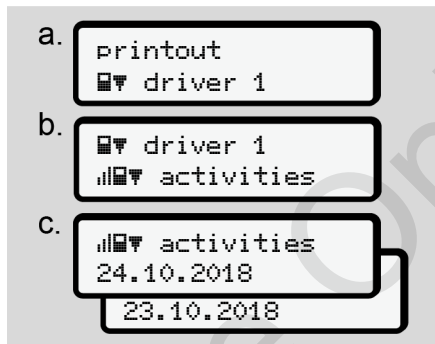 a.
printout
driver 1
b.
driver 1
activities
c.
activities
24.10.2018
23.10.2018